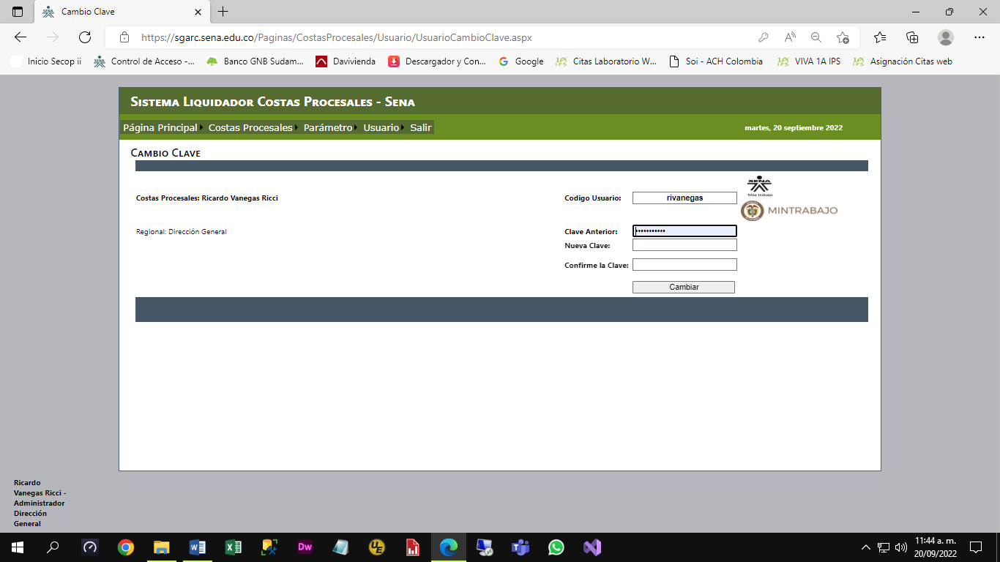 Cambio Clave
https://sgarc.sena.edu.co/Paginas/CostasProcesales/Usuario/UsuarioCambioClave.aspx
Inicio Secop ii
Control de Acceso -...
Banco GNB Sudam...
Davivienda
Descargador y Con...
Google
Citas Laboratorio W...
Soi - ACH Colombia
VIVA 1A IPS
Asignación Citas web
Sistema Liquidador Costas Procesales - Sena
Página Principal
Costas Procesales
Parámetro
Usuario
Salir
martes, 20 septiembre 2022
Cambio Clave
Costas Procesales: Ricardo Vanegas Ricci
Codigo Usuario:
rivanegas
SENA
Más trabajo
MINTRABAJO
Regional: Dirección General
Clave Anterior:
•••••••••••
Nueva Clave:
Confirme la Clave:
Cambiar
Ricardo
Vanegas Ricci -
Administrador
Dirección
General
Dw
UE
11:44 a. m.
20/09/2022